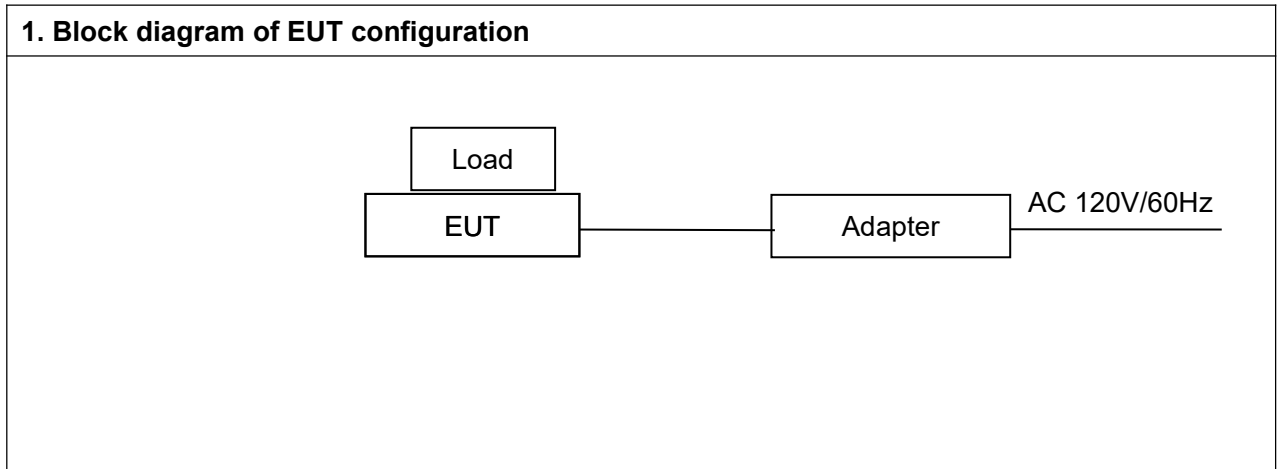 1. Block diagram of EUT configuration
Load
EUT
Adapter
AC 120V/60Hz